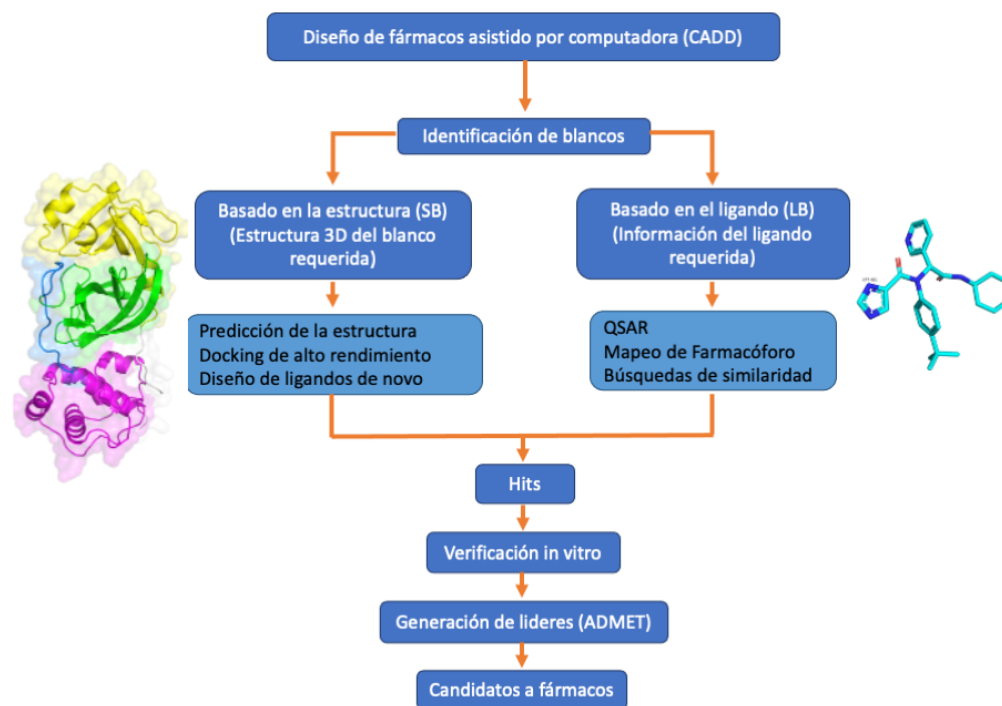 Diseño de fármacos asistido por computadora (CADD)
Identificación de blancos
Basado en la estructura (SB)
(Estructura 3D del blanco
requerida)
Basado en el ligando (LB)
(Información del ligando
requerida)
Predicción de la estructura
Docking de alto rendimiento
Diseño de ligandos de novo
QSAR
Mapeo de Farmacóforo
Búsquedas de similaridad
Hits
Verificación in vitro
Generación de lideres (ADMET)
Candidatos a fármacos